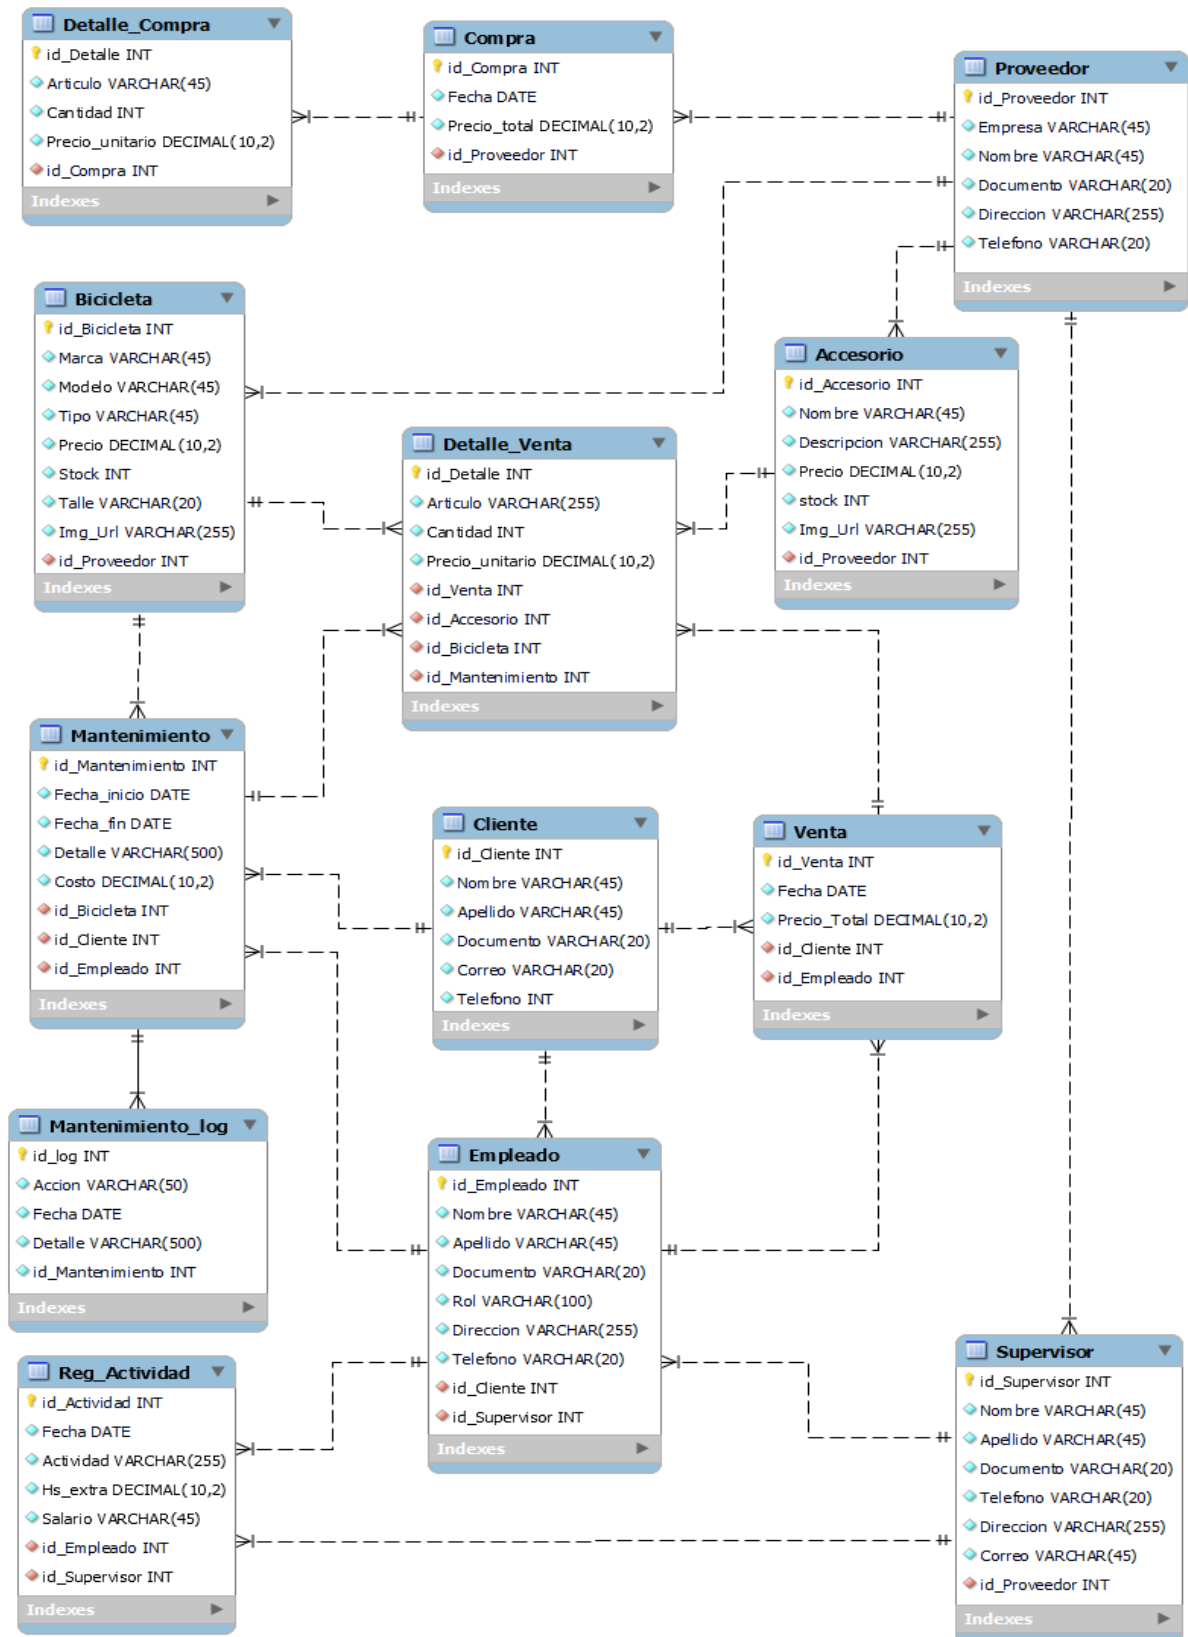 Detalle_Compra
id_Detalle INT
Articulo VARCHAR(45)
Cantidad INT
Precio_unitario DECIMAL(10,2)
id_Compra INT
Indexes
Compra
id_Compra INT
Fecha DATE
Precio_total DECIMAL(10,2)
id_Proveedor INT
Indexes
Proveedor
id_Proveedor INT
Empresa VARCHAR(45)
Nombre VARCHAR(45)
Documento VARCHAR(20)
Direccion VARCHAR(255)
Telefono VARCHAR(20)
Indexes
Bicicleta
id_Bicicleta INT
Marca VARCHAR(45)
Modelo VARCHAR(45)
Tipo VARCHAR(45)
Precio DECIMAL(10,2)
Stock INT
Talle VARCHAR(20)
Img_Url VARCHAR(255)
id_Proveedor INT
Indexes
Accesorio
id_Accesorio INT
Nombre VARCHAR(45)
Descripcion VARCHAR(255)
Precio DECIMAL(10,2)
stock INT
Img_Url VARCHAR(255)
id_Proveedor INT
Indexes
Detalle_Venta
id_Detalle INT
Articulo VARCHAR(255)
Cantidad INT
Precio_unitario DECIMAL(10,2)
id_Venta INT
id_Accesorio INT
id_Bicicleta INT
id_Mantenimiento INT
Indexes
Mantenimiento
id_Mantenimiento INT
Fecha_inicio DATE
Fecha_fin DATE
Detalle VARCHAR(500)
Costo DECIMAL(10,2)
id_Bicicleta INT
id_Cliente INT
id_Empleado INT
Indexes
Cliente
id_Cliente INT
Nombre VARCHAR(45)
Apellido VARCHAR(45)
Documento VARCHAR(20)
Correo VARCHAR(20)
Telefono INT
Indexes
Venta
id_Venta INT
Fecha DATE
Precio_Total DECIMAL(10,2)
id_Cliente INT
id_Empleado INT
Indexes
Mantenimiento_log
id_log INT
Accion VARCHAR(50)
Fecha DATE
Detalle VARCHAR(500)
id_Mantenimiento INT
Indexes
Empleado
id_Empleado INT
Nombre VARCHAR(45)
Apellido VARCHAR(45)
Documento VARCHAR(20)
Rol VARCHAR(100)
Direccion VARCHAR(255)
Telefono VARCHAR(20)
id_Cliente INT
id_Supervisor INT
Indexes
Reg_Actividad
id_Actividad INT
Fecha DATE
Actividad VARCHAR(255)
Hs_extra DECIMAL(10,2)
Salario VARCHAR(45)
id_Empleado INT
id_Supervisor INT
Indexes
Supervisor
id_Supervisor INT
Nombre VARCHAR(45)
Apellido VARCHAR(45)
Documento VARCHAR(20)
Telefono VARCHAR(20)
Direccion VARCHAR(255)
Correo VARCHAR(45)
id_Proveedor INT
Indexes